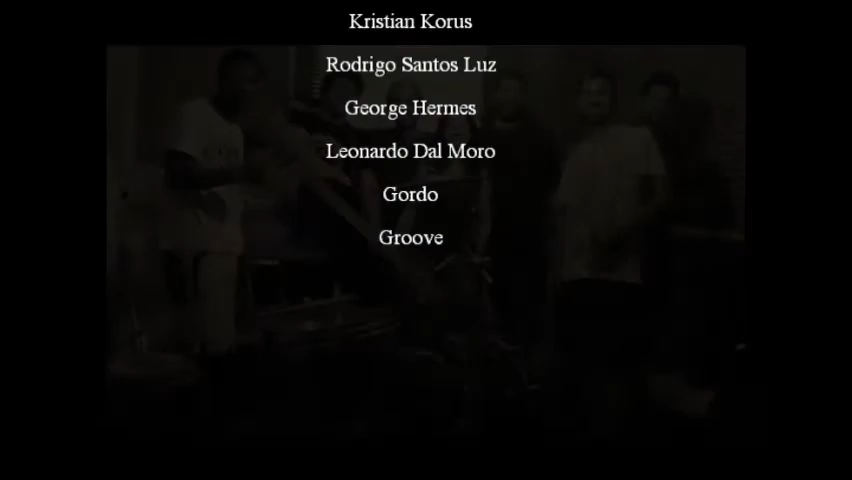 Kristian Korus
Rodrigo Santos Luz
George Hermes
Leonardo Dal Moro
Gordo
Groove